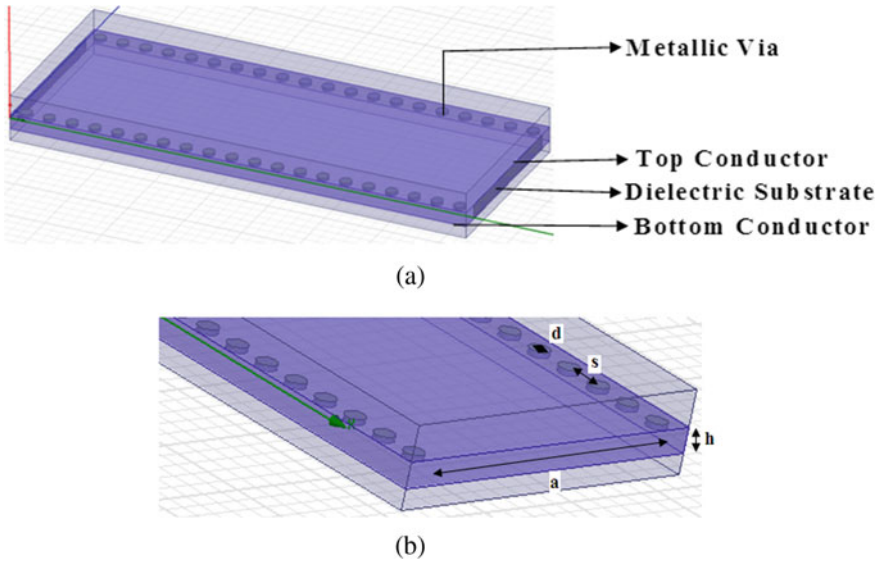 Metallic Via
Top Conductor
Dielectric Substrate
Bottom Conductor
(a)
d
s
h
a
(b)